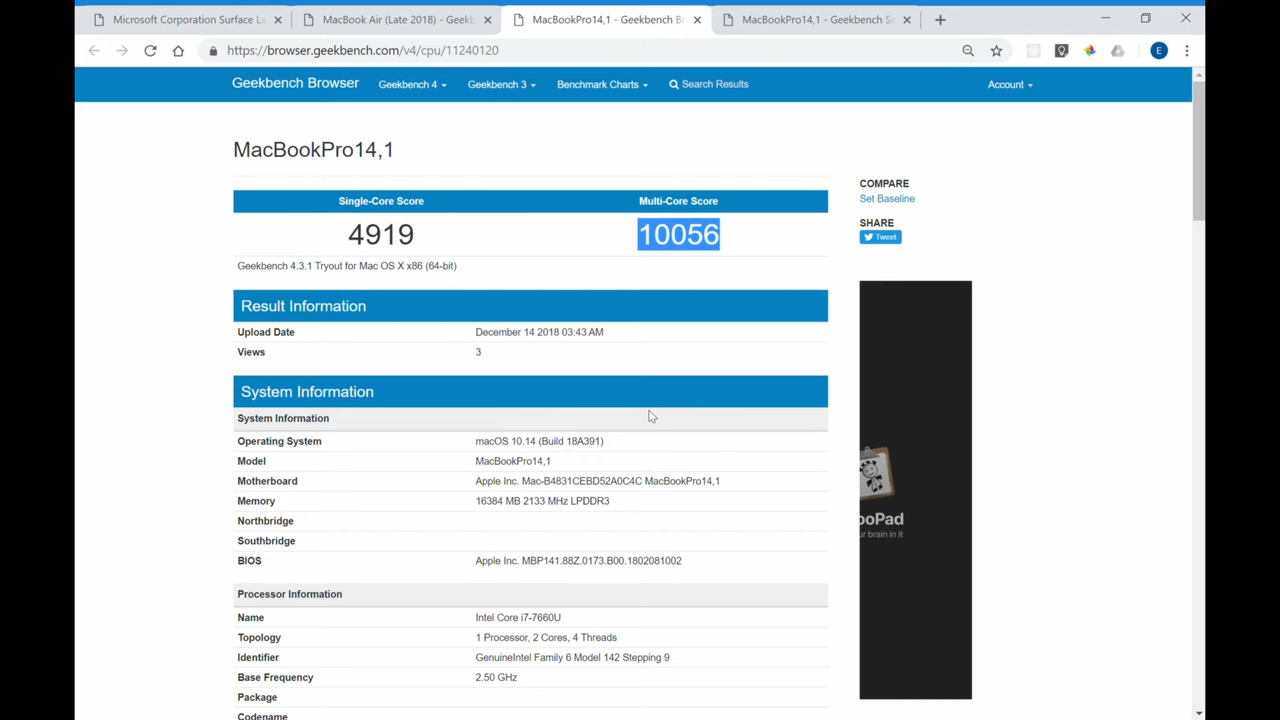 Microsoft Corporation Surface La
MacBook Air (Late 2018) - Geekb
MacBookPro14,1 - Geekbench B
MacBookPro14,1 - Geekbench S
https://browser.geekbench.com/v4/cpu/11240120
E
Geekbench Browser
Geekbench 4
Geekbench 3
Benchmark Charts
Search Results
Account
MacBookPro14,1
Single-Core Score
Multi-Core Score
4919
10056
Geekbench 4.3.1 Tryout for Mac OS X x86 (64-bit)
COMPARE
Set Baseline
SHARE
Tweet
Result Information
Upload Date December 14 2018 03:43 AM
Views 3
System Information
System Information
Operating System macOS 10.14 (Build 18A391)
Model MacBookPro14,1
Motherboard Apple Inc. Mac-B4831CEBD52A0C4C MacBookPro14,1
Memory 16384 MB 2133 MHz LPDDR3
Northbridge
Southbridge
BIOS Apple Inc. MBP141.88Z.0173.B00.1802081002
Processor Information
Name Intel Core i7-7660U
Topology 1 Processor, 2 Cores, 4 Threads
Identifier GenuineIntel Family 6 Model 142 Stepping 9
Base Frequency 2.50 GHz
Package
Codename
ooPad
ur brain in it